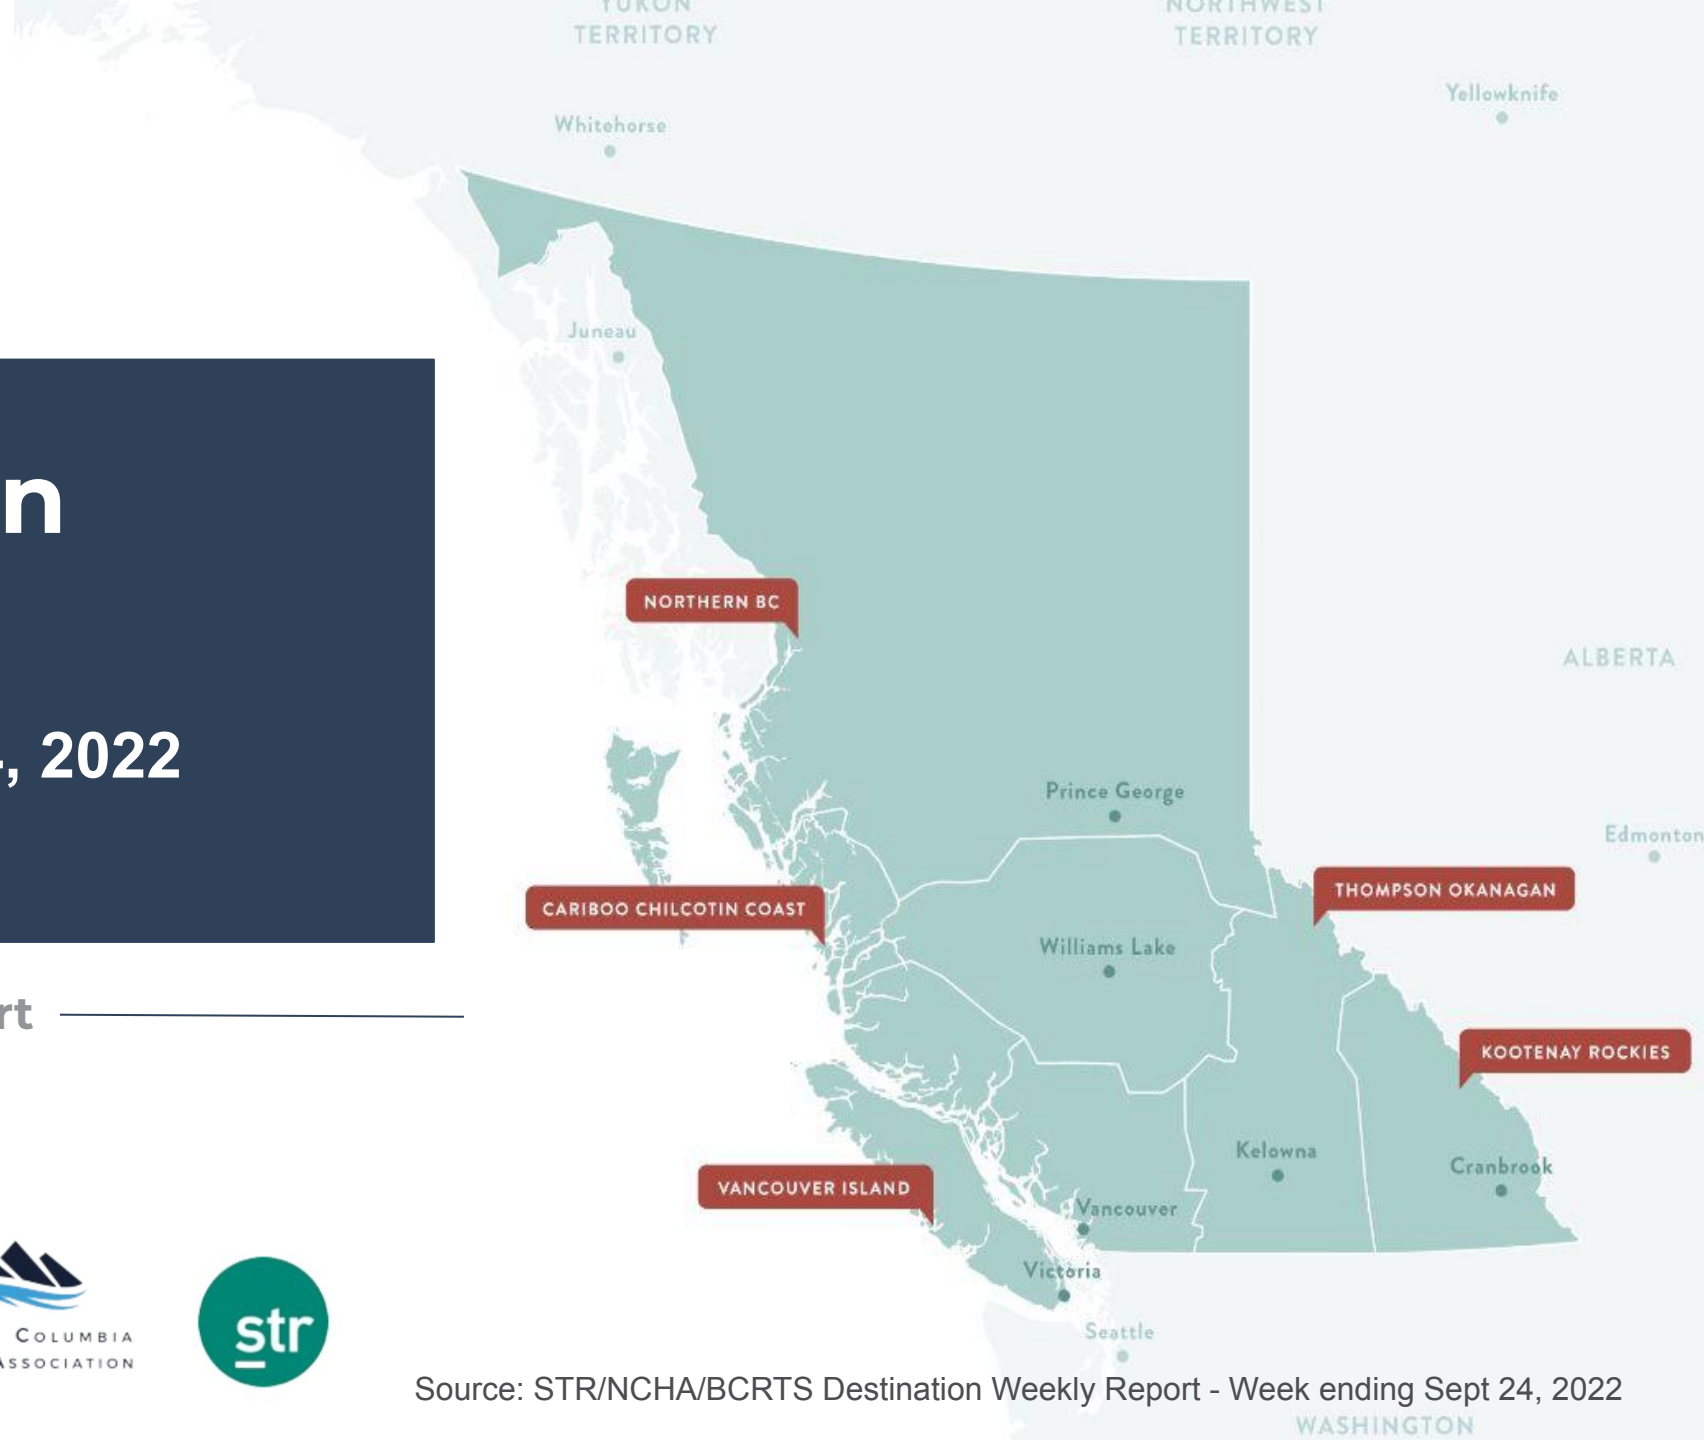 YUKON
TERRITORY
NORTHWEST
TERRITORY
Yellowknife
Whitehorse
Juneau
n
, 2022
NORTHERN BC
ALBERTA
Prince George
Edmonton
THOMPSON OKANAGAN
CARIBOO CHILCOTIN COAST
Williams Lake
rt
KOOTENAY ROCKIES
Kelowna
Cranbrook
VANCOUVER ISLAND
Vancouver
Victoria
COLUMBIA
ASSOCIATION
str
Seattle
Source: STR/NCHA/BCRTS Destination Weekly Report - Week ending Sept 24, 2022
WASHINGTON